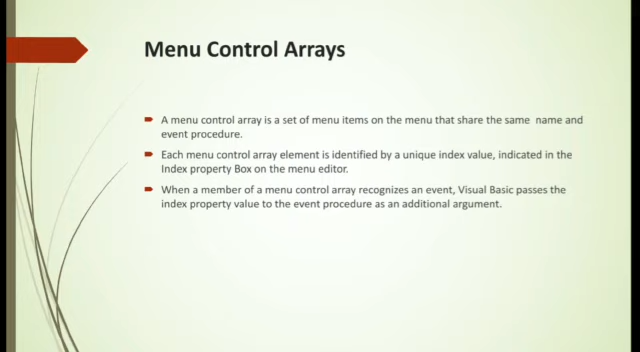 Menu Control Arrays
A menu control array is a set of menu items on the menu that share the same name and
event procedure.
Each menu control array element is identified by a unique index value, indicated in the
Index property Box on the menu editor.
When a member of a menu control array recognizes an event, Visual Basic passes the
index property value to the event procedure as an additional argument.